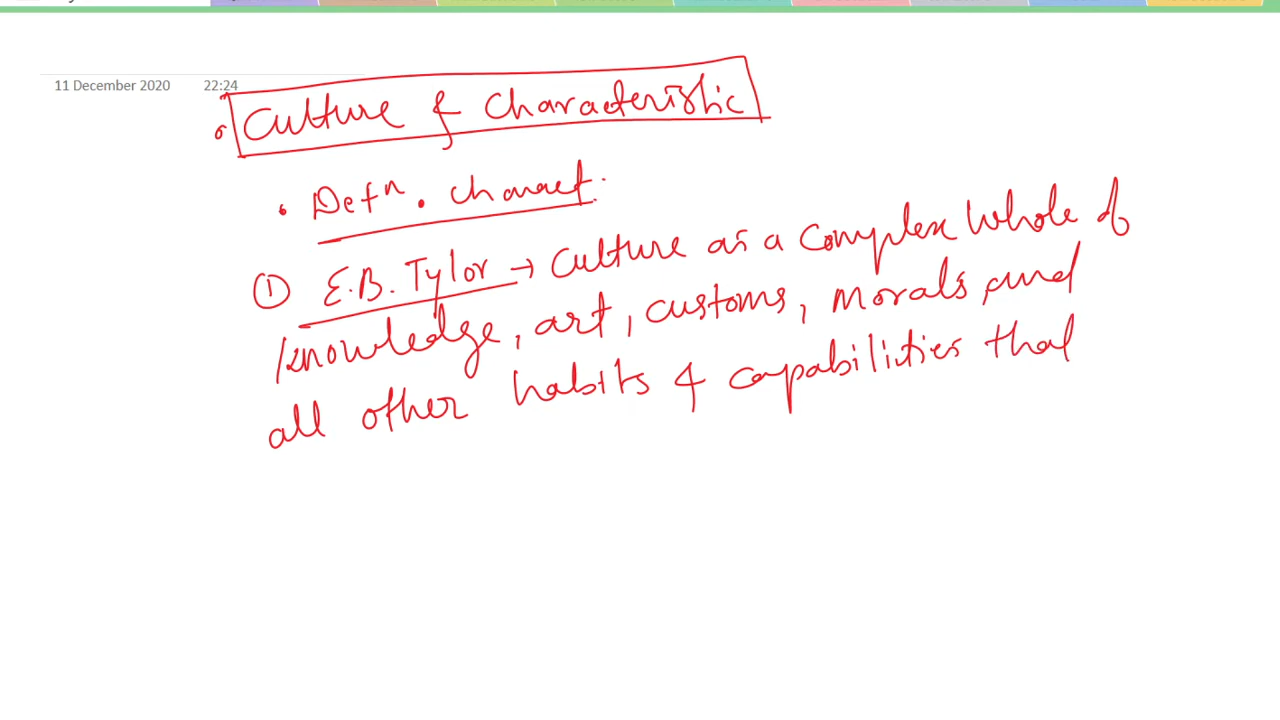 11 December 2020 22:24
Culture & Characteristic
• Defⁿ. charact.
① E.B. Tylor → Culture as a Complex Whole of
knowledge, art, customs, Morals and
all other habits & capabilities that